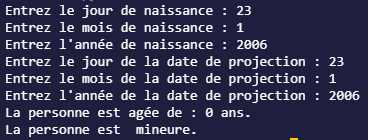 Entrez le jour de naissance : 23
Entrez le mois de naissance : 1
Entrez l'année de naissance : 2006
Entrez le jour de la date de projection : 23
Entrez le mois de la date de projection : 1
Entrez l'année de la date de projection : 2006
La personne est agée de : 0 ans.
La personne est  mineure.